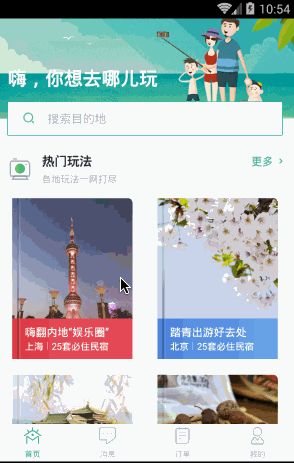 10:54
嗨，你想去哪儿玩
搜索目的地
热门玩法
更多 >
各地玩法一网打尽
嗨翻内地“娱乐圈”
上海 | 25套必住民宿
踏青出游好去处
北京 | 25套必住民宿
首页
消息
订单
我的